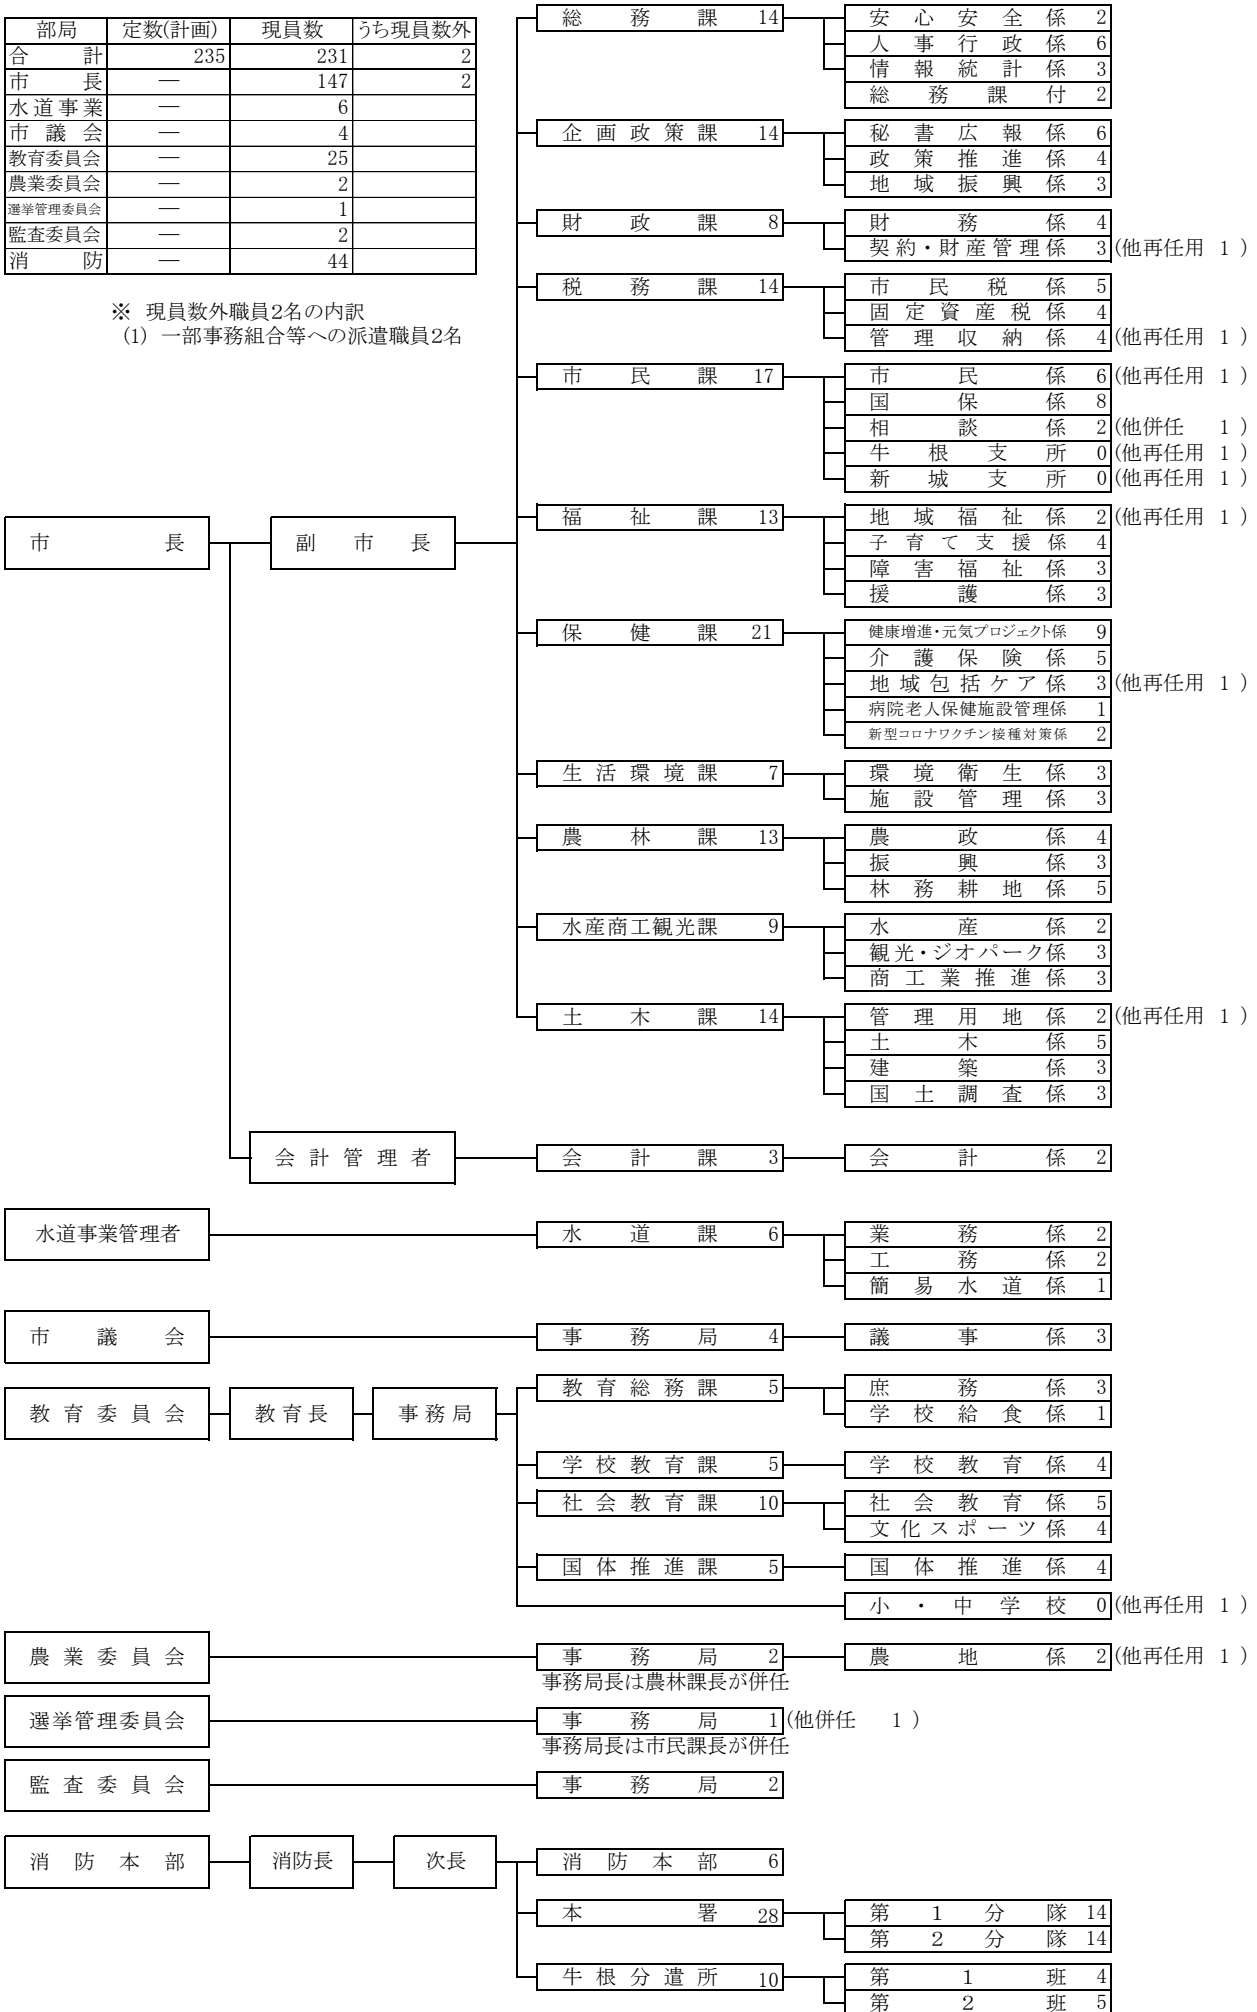 部局 定数(計画) 現員数 うち現員数外
合計 235 231 2
市長 ― 147 2
水道事業 ― 6
市議会 ― 4
教育委員会 ― 25
農業委員会 ― 2
選挙管理委員会 ― 1
監査委員会 ― 2
消防 ― 44
※ 現員数外職員2名の内訳
(1) 一部事務組合等への派遣職員2名
市長
副市長
総務課 14
安心安全係 2
人事行政係 6
情報統計係 3
総務課付 2
企画政策課 14
秘書広報係 6
政策推進係 4
地域振興係 3
財政課 8
財務係 4
契約・財産管理係 3 (他再任用 1 )
税務課 14
市民税係 5
固定資産税係 4
管理収納係 4 (他再任用 1 )
市民課 17
市民係 6 (他再任用 1 )
国保係 8
相談係 2 (他併任 1 )
牛根支所 0 (他再任用 1 )
新城支所 0 (他再任用 1 )
福祉課 13
地域福祉係 2 (他再任用 1 )
子育て支援係 4
障害福祉係 3
援護係 3
保健課 21
健康増進・元気プロジェクト係 9
介護保険係 5
地域包括ケア係 3 (他再任用 1 )
病院老人保健施設管理係 1
新型コロナワクチン接種対策係 2
生活環境課 7
環境衛生係 3
施設管理係 3
農林課 13
農政係 4
振興係 3
林務耕地係 5
水産商工観光課 9
水産係 2
観光・ジオパーク係 3
商工業推進係 3
土木課 14
管理用地係 2 (他再任用 1 )
土木係 5
建築係 3
国土調査係 3
会計管理者
会計課 3
会計係 2
水道事業管理者
水道課 6
業務係 2
工務係 2
簡易水道係 1
市議会
事務局 4
議事係 3
教育委員会
教育長
事務局
教育総務課 5
庶務係 3
学校給食係 1
学校教育課 5
学校教育係 4
社会教育課 10
社会教育係 5
文化スポーツ係 4
国体推進課 5
国体推進係 4
小・中学校 0 (他再任用 1 )
農業委員会
事務局 2
農地係 2 (他再任用 1 )
事務局長は農林課長が併任
選挙管理委員会
事務局 1 (他併任 1 )
事務局長は市民課長が併任
監査委員会
事務局 2
消防本部
消防長
次長
消防本部 6
本署 28
第1分隊 14
第2分隊 14
牛根分遣所 10
第1班 4
第2班 5